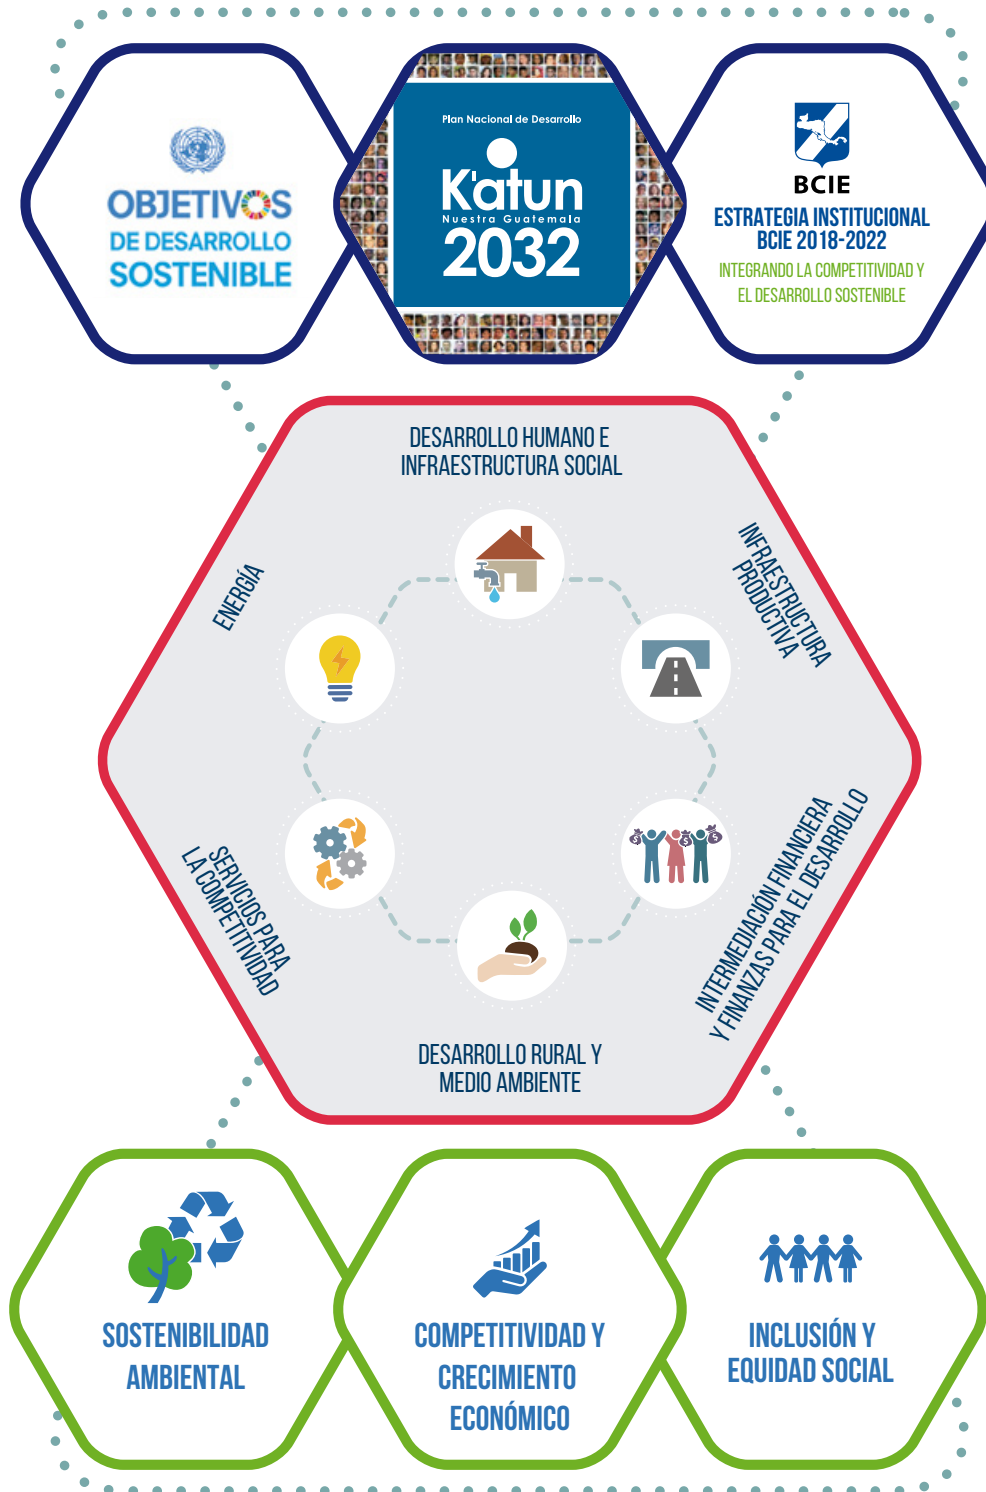 OBJETIVOS
DE DESARROLLO
SOSTENIBLE
Plan Nacional de Desarrollo
K'atun
Nuestra Guatemala
2032
BCIE
ESTRATEGIA INSTITUCIONAL
BCIE 2018-2022
INTEGRANDO LA COMPETITIVIDAD Y
EL DESARROLLO SOSTENIBLE
DESARROLLO HUMANO E
INFRAESTRUCTURA SOCIAL
ENERGÍA
INFRAESTRUCTURA
PRODUCTIVA
SERVICIOS PARA
LA COMPETITIVIDAD
INTERMEDIACIÓN FINANCIERA
Y FINANZAS PARA EL DESARROLLO
DESARROLLO RURAL Y
MEDIO AMBIENTE
SOSTENIBILIDAD
AMBIENTAL
COMPETITIVIDAD Y
CRECIMIENTO
ECONÓMICO
INCLUSIÓN Y
EQUIDAD SOCIAL